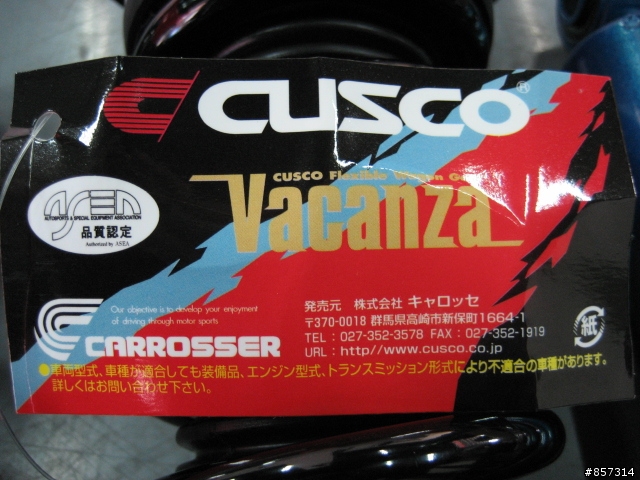 CUSCO®
CUSCO Flexible Wagon G
Vacanza
ASEA
AUTOSPORTS & SPECIAL EQUIPMENT ASSOCIATION
品質認定
Authorized by ASEA
Our objective is to develop your enjoyment
of driving through motor sports
CARROSSER
発売元 株式会社 キャロッセ
〒370-0018 群馬県高崎市新保町1664-1
TEL : 027-352-3578 FAX : 027-352-1919
URL : http//www.cusco.co.jp
紙
●車両型式、車種が適合しても装備品、エンジン型式、トランスミッション形式により不適合の車種があります。
詳しくはお問い合わせ下さい。
#857314